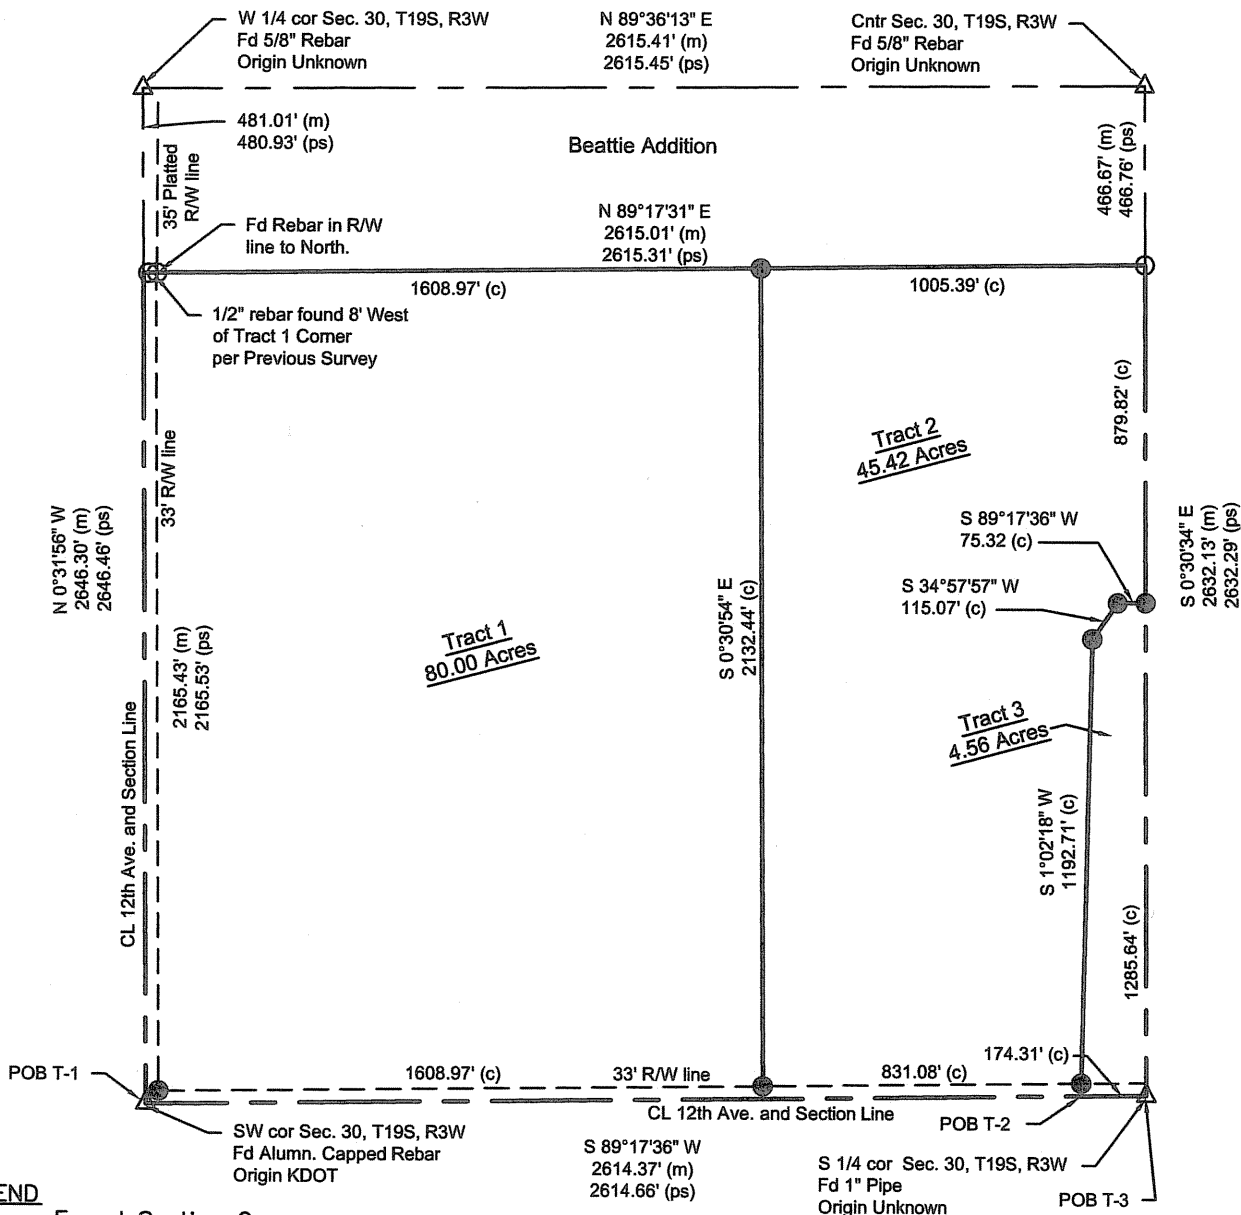 W 1/4 cor Sec. 30, T19S, R3W
Fd 5/8" Rebar
Origin Unknown
N 89°36'13" E
2615.41' (m)
2615.45' (ps)
Cntr Sec. 30, T19S, R3W
Fd 5/8" Rebar
Origin Unknown
481.01' (m)
480.93' (ps)
Beattie Addition
466.67' (m)
466.76' (ps)
35' Platted
R/W line
Fd Rebar in R/W
line to North.
N 89°17'31" E
2615.01' (m)
2615.31' (ps)
1608.97' (c)
1005.39' (c)
1/2" rebar found 8' West
of Tract 1 Corner
per Previous Survey
879.82' (c)
Tract 2
45.42 Acres
33' R/W line
N 0°31'56" W
2646.30' (m)
2646.46' (ps)
S 89°17'36" W
75.32 (c)
S 0°30'34" E
2632.13' (m)
2632.29' (ps)
S 34°57'57" W
115.07' (c)
S 0°30'54" E
2132.44' (c)
Tract 1
80.00 Acres
2165.43' (m)
2165.53' (ps)
Tract 3
4.56 Acres
CL 12th Ave. and Section Line
S 1°02'18" W
1192.71' (c)
1285.64' (c)
174.31' (c)
POB T-1
1608.97' (c)
33' R/W line
831.08' (c)
CL 12th Ave. and Section Line
POB T-2
SW cor Sec. 30, T19S, R3W
Fd Alumn. Capped Rebar
Origin KDOT
S 89°17'36" W
2614.37' (m)
2614.66' (ps)
S 1/4 cor Sec. 30, T19S, R3W
Fd 1" Pipe
Origin Unknown
POB T-3
END